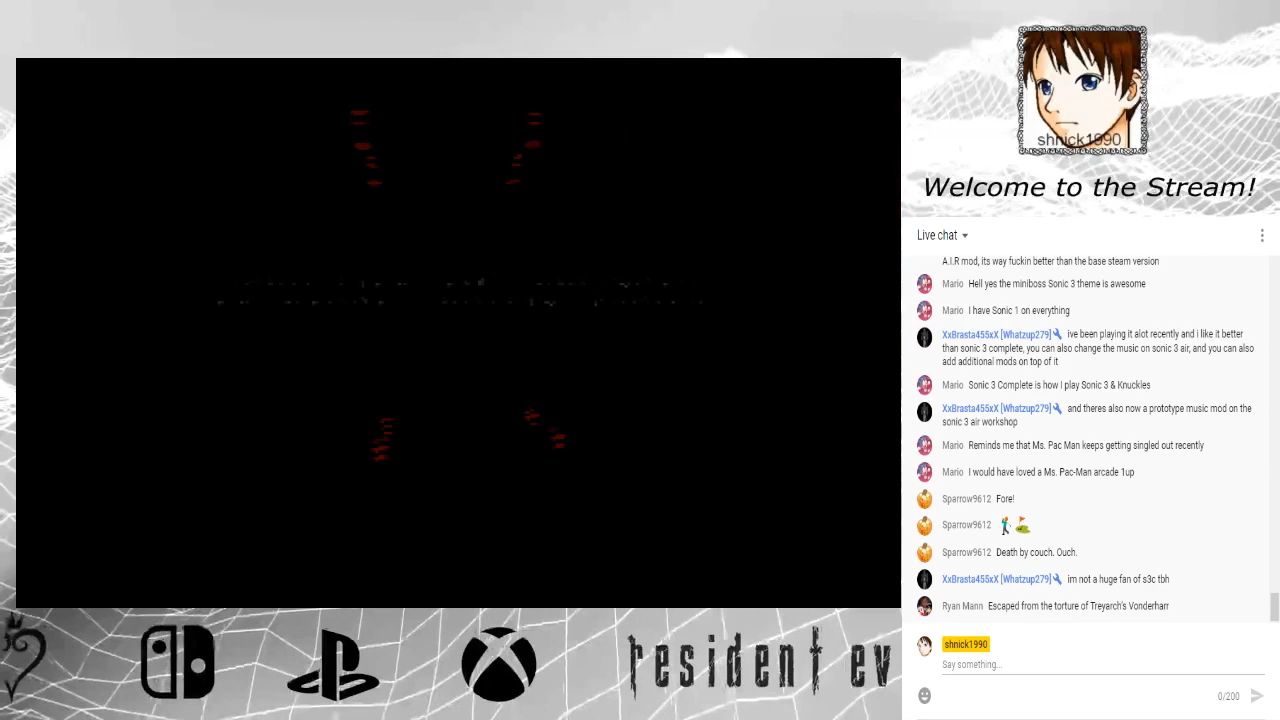 shnick1990
Welcome to the Stream!
Live chat
A.I.R mod, its way fuckin better than the base steam version
Mario Hell yes the miniboss Sonic 3 theme is awesome
Mario I have Sonic 1 on everything
XxBrasta455xX [Whatzup279] ive been playing it alot recently and i like it better
than sonic 3 complete, you can also change the music on sonic 3 air, and you can also
add additional mods on top of it
Mario Sonic 3 Complete is how I play Sonic 3 & Knuckles
XxBrasta455xX [Whatzup279] and theres also now a prototype music mod on the
sonic 3 air workshop
Mario Reminds me that Ms. Pac Man keeps getting singled out recently
Mario I would have loved a Ms. Pac-Man arcade 1up
Sparrow9612 Fore!
Sparrow9612
Sparrow9612 Death by couch. Ouch.
XxBrasta455xX [Whatzup279] im not a huge fan of s3c tbh
Ryan Mann Escaped from the torture of Treyarch's Vonderharr
shnick1990
Say something...
0/200
resident ev